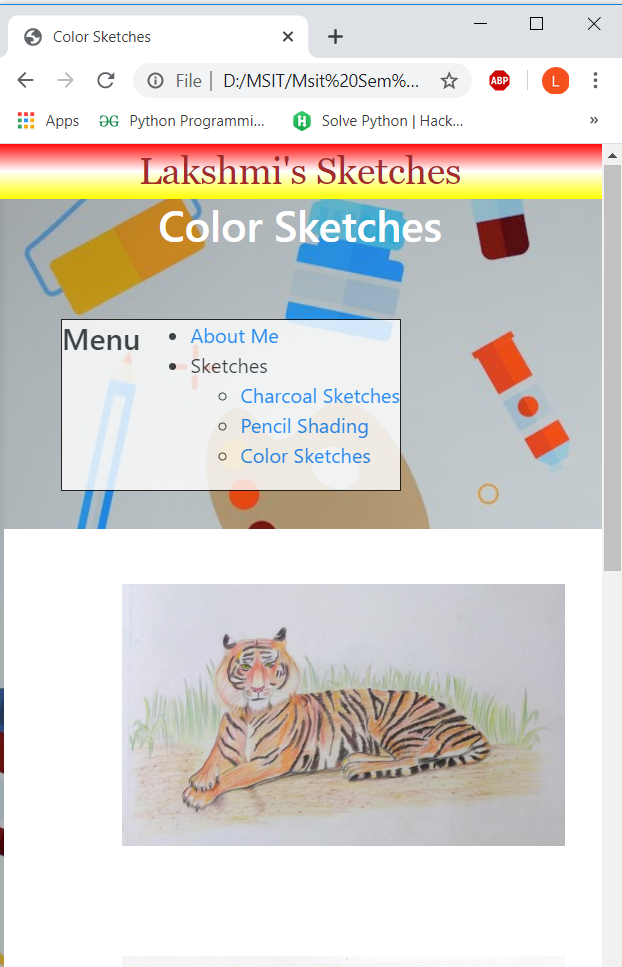 Color Sketches
File | D:/MSIT/Msit%20Sem%...
ABP
L
Apps
Python Programmi...
Solve Python | Hack...
»
Lakshmi's Sketches
Color Sketches
Menu
About Me
Sketches
Charcoal Sketches
Pencil Shading
Color Sketches